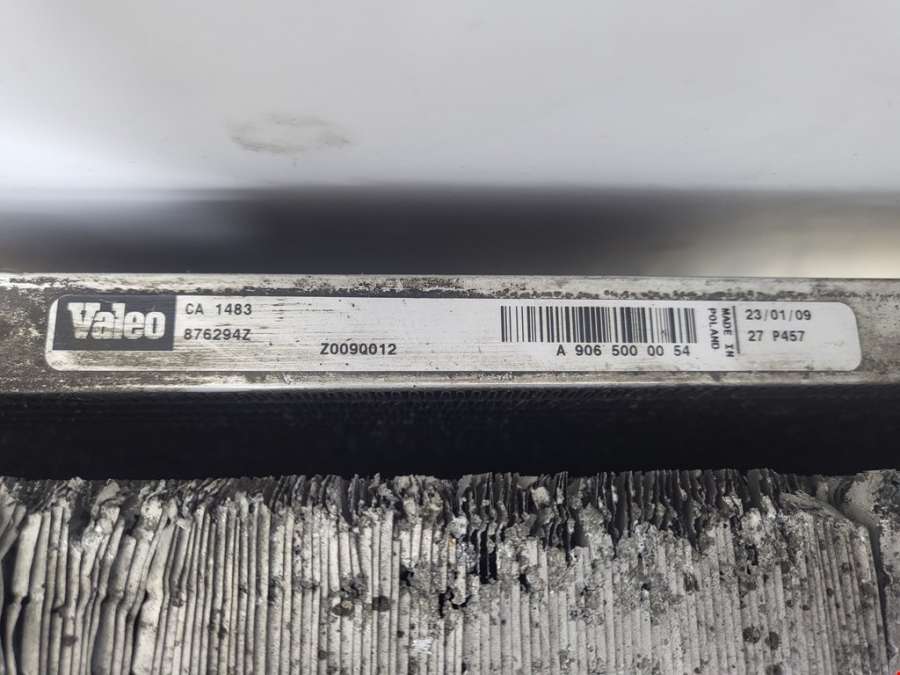 Valeo
CA 1483
876294Z
Z0090012
A 906 500 00 54
MADE IN
POLAND
23/01/09
27 P457